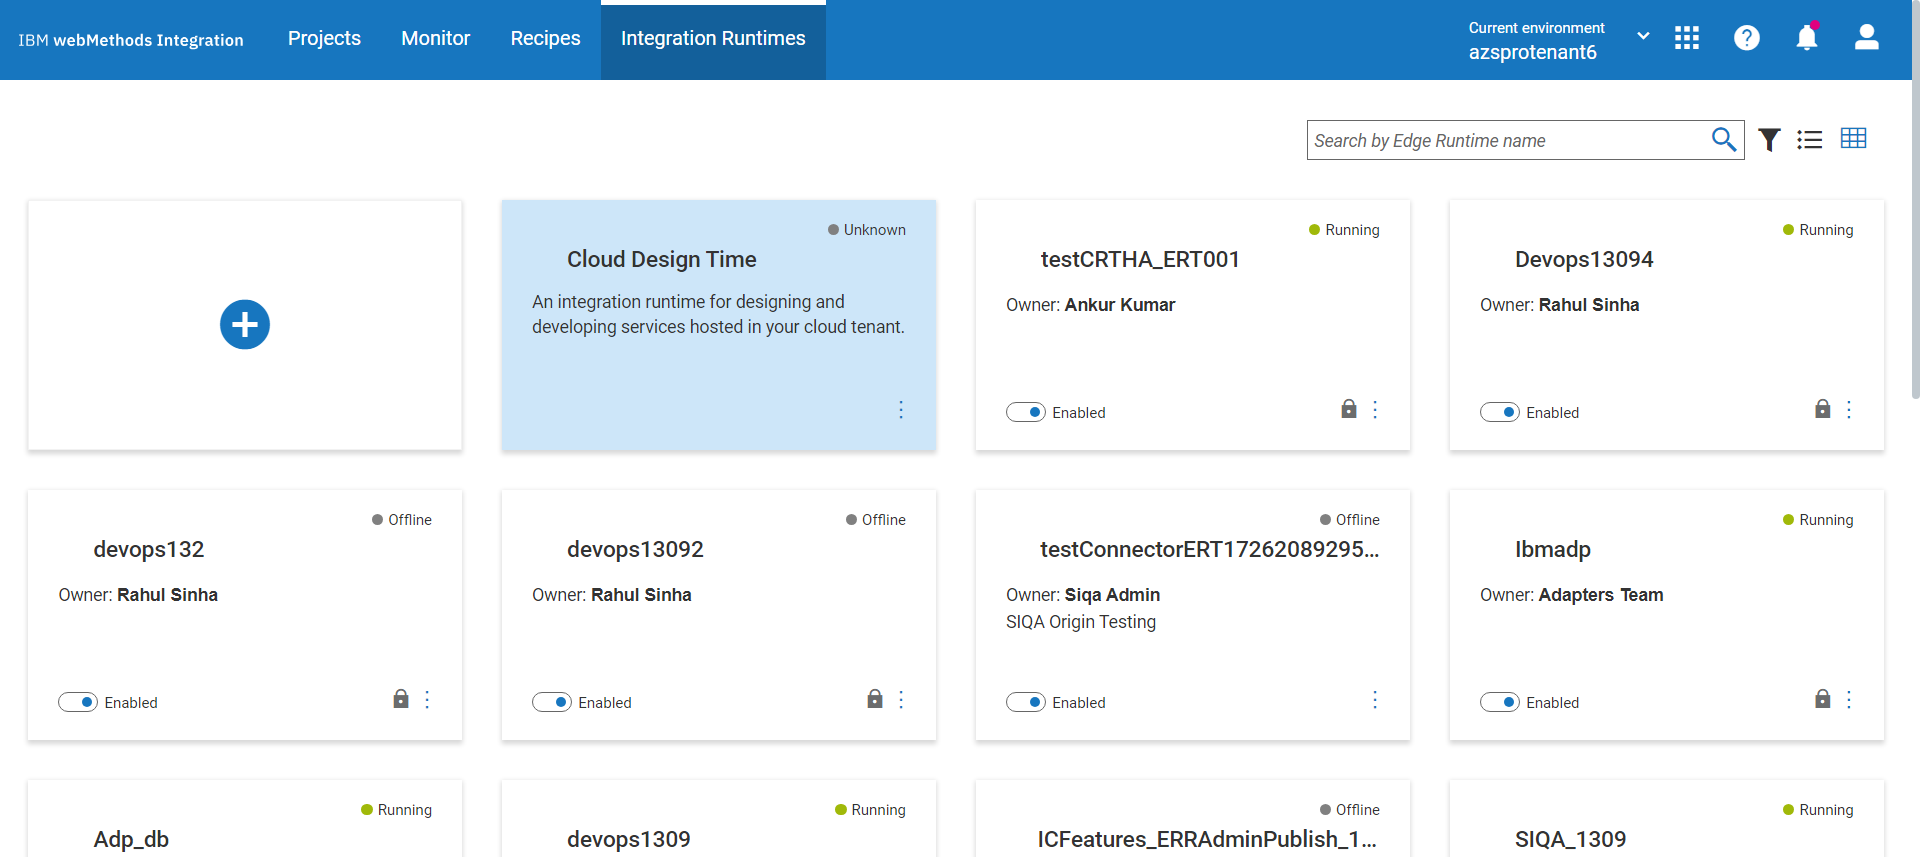 IBM webMethods Integration
Projects
Monitor
Recipes
Integration Runtimes
Current environment
azsprotenant6
Search by Edge Runtime name
Unknown
Cloud Design Time
An integration runtime for designing and
developing services hosted in your cloud tenant.
Running
testCRTHA_ERT001
Owner: Ankur Kumar
Enabled
Running
Devops13094
Owner: Rahul Sinha
Enabled
Offline
devops132
Owner: Rahul Sinha
Enabled
Offline
devops13092
Owner: Rahul Sinha
Enabled
Offline
testConnectorERT17262089295...
Owner: Siqa Admin
SIQA Origin Testing
Enabled
Running
Ibmadp
Owner: Adapters Team
Enabled
Running
Adp_db
Running
devops1309
Offline
ICFeatures_ERRAdminPublish_1...
Running
SIQA_1309